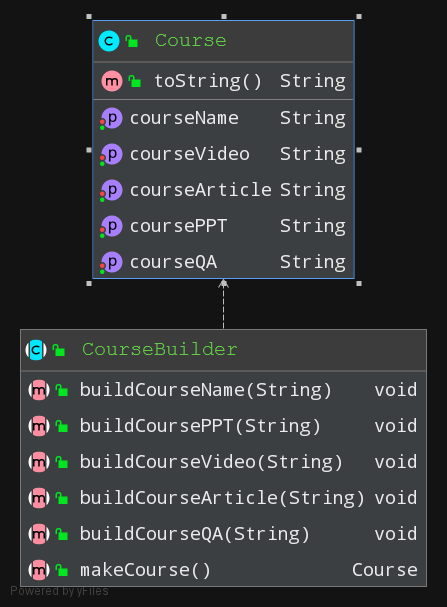 Course
toString() String
courseName String
courseVideo String
courseArticle String
coursePPT String
courseQA String
CourseBuilder
buildCourseName(String) void
buildCoursePPT(String) void
buildCourseVideo(String) void
buildCourseArticle(String) void
buildCourseQA(String) void
makeCourse() Course
Powered by yFiles